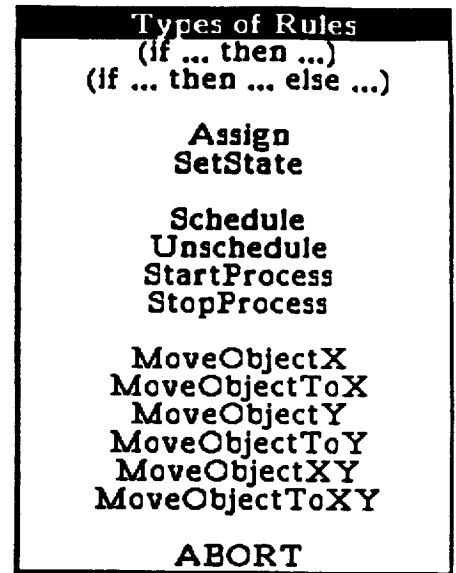 Types of Rules
(if ... then ...)
(if ... then ... else ...)
Assign
SetState
Schedule
Unschedule
StartProcess
StopProcess
MoveObjectX
MoveObjectToX
MoveObjectY
MoveObjectToY
MoveObjectXY
MoveObjectToXY
ABORT